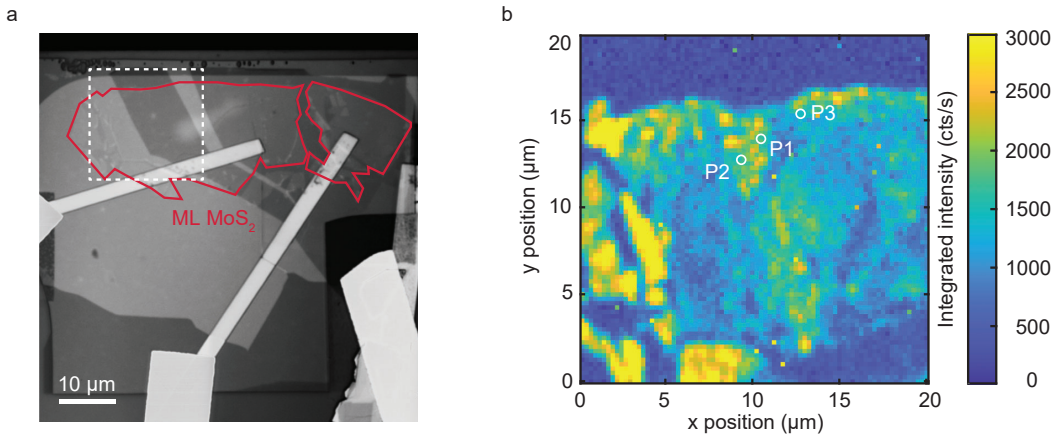 a
ML MoS₂
10 µm
b
20
15
10
5
0
0
5
10
15
20
y position (µm)
x position (µm)
P3
P1
P2
Integrated intensity (cts/s)
3000
2500
2000
1500
1000
500
0